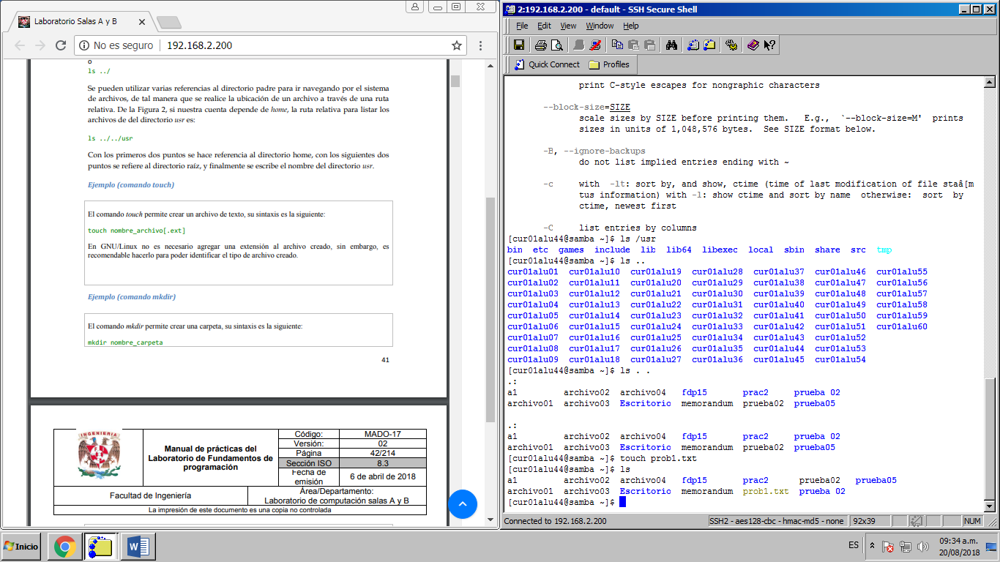 Laboratorio Salas A y B
No es seguro
192.168.2.200
o
ls ../
Se pueden utilizar varias referencias al directorio padre para ir navegando por el sistema
de archivos, de tal manera que se realice la ubicación de un archivo a través de una ruta
relativa. De la Figura 2, si nuestra cuenta depende de home, la ruta relativa para listar los
archivos de del directorio usr es:
ls ../../usr
Con los primeros dos puntos se hace referencia al directorio home, con los siguientes dos
puntos se refiere al directorio raíz, y finalmente se escribe el nombre del directorio usr.
Ejemplo (comando touch)
El comando touch permite crear un archivo de texto, su sintaxis es la siguiente:
touch nombre_archivo[.ext]
En GNU/Linux no es necesario agregar una extensión al archivo creado, sin embargo, es
recomendable hacerlo para poder identificar el tipo de archivo creado.
Ejemplo (comando mkdir)
El comando mkdir permite crear una carpeta, su sintaxis es la siguiente:
mkdir nombre_carpeta
41
INGENIERIA
Manual de prácticas del
Laboratorio de Fundamentos de
programación
Código: MADO-17
Versión: 02
Página 42/214
Sección ISO 8.3
Fecha de
emisión
6 de abril de 2018
Facultad de Ingeniería
Área/Departamento:
Laboratorio de computación salas A y B
La impresión de este documento es una copia no controlada
2:192.168.2.200 - default - SSH Secure Shell
File Edit View Window Help
Quick Connect Profiles
print C-style escapes for nongraphic characters
--block-size=SIZE
scale sizes by SIZE before printing them.   E.g.,  `--block-size=M'  prints
sizes in units of 1,048,576 bytes.  See SIZE format below.
-B, --ignore-backups
do not list implied entries ending with ~
-c     with  -lt: sort by, and show, ctime (time of last modification of file staâ[m
tus information) with -l: show ctime and sort by name  otherwise:  sort  by
ctime, newest first
-C     list entries by columns
[cur01alu44@samba ~]$ ls /usr
bin  etc  games  include  lib  lib64  libexec  local  sbin  share  src  tmp
[cur01alu44@samba ~]$ ls ..
cur01alu01  cur01alu10  cur01alu19  cur01alu28  cur01alu37  cur01alu46  cur01alu55
cur01alu02  cur01alu11  cur01alu20  cur01alu29  cur01alu38  cur01alu47  cur01alu56
cur01alu03  cur01alu12  cur01alu21  cur01alu30  cur01alu39  cur01alu48  cur01alu57
cur01alu04  cur01alu13  cur01alu22  cur01alu31  cur01alu40  cur01alu49  cur01alu58
cur01alu05  cur01alu14  cur01alu23  cur01alu32  cur01alu41  cur01alu50  cur01alu59
cur01alu06  cur01alu15  cur01alu24  cur01alu33  cur01alu42  cur01alu51  cur01alu60
cur01alu07  cur01alu16  cur01alu25  cur01alu34  cur01alu43  cur01alu52
cur01alu08  cur01alu17  cur01alu26  cur01alu35  cur01alu44  cur01alu53
cur01alu09  cur01alu18  cur01alu27  cur01alu36  cur01alu45  cur01alu54
[cur01alu44@samba ~]$ ls . .
.:
a1         archivo02  archivo04   fdp15       prac2     prueba 02
archivo01  archivo03  Escritorio  memorandum  prueba02  prueba05
.:
a1         archivo02  archivo04   fdp15       prac2     prueba 02
archivo01  archivo03  Escritorio  memorandum  prueba02  prueba05
[cur01alu44@samba ~]$ touch prob1.txt
[cur01alu44@samba ~]$ ls
a1         archivo02  archivo04   fdp15       prac2      prueba02   prueba05
archivo01  archivo03  Escritorio  memorandum  prob1.txt  prueba 02
[cur01alu44@samba ~]$
Connected to 192.168.2.200
SSH2 - aes128-cbc - hmac-md5 - none
92x39
NUM
Inicio
ES
09:34 a.m.
20/08/2018